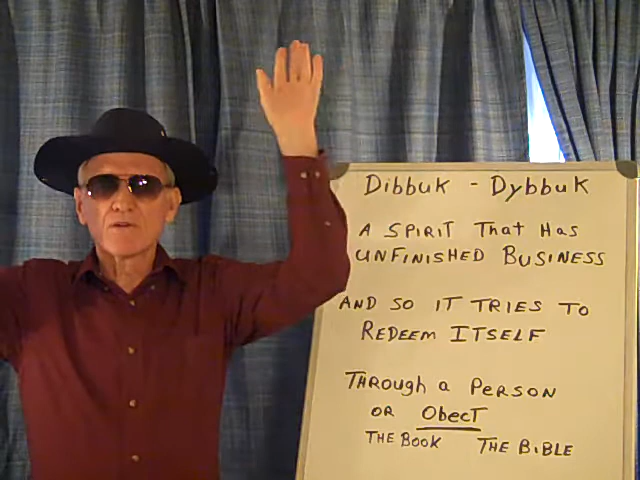 Dibbuk - Dybbuk
A SPIRIT That Has
UNFINISHED BUSINESS
AND SO IT TRIES TO
REDEEM ITSELF
THROUGH a PERSON
OR ObecT
THE BOOK THE BIBLE